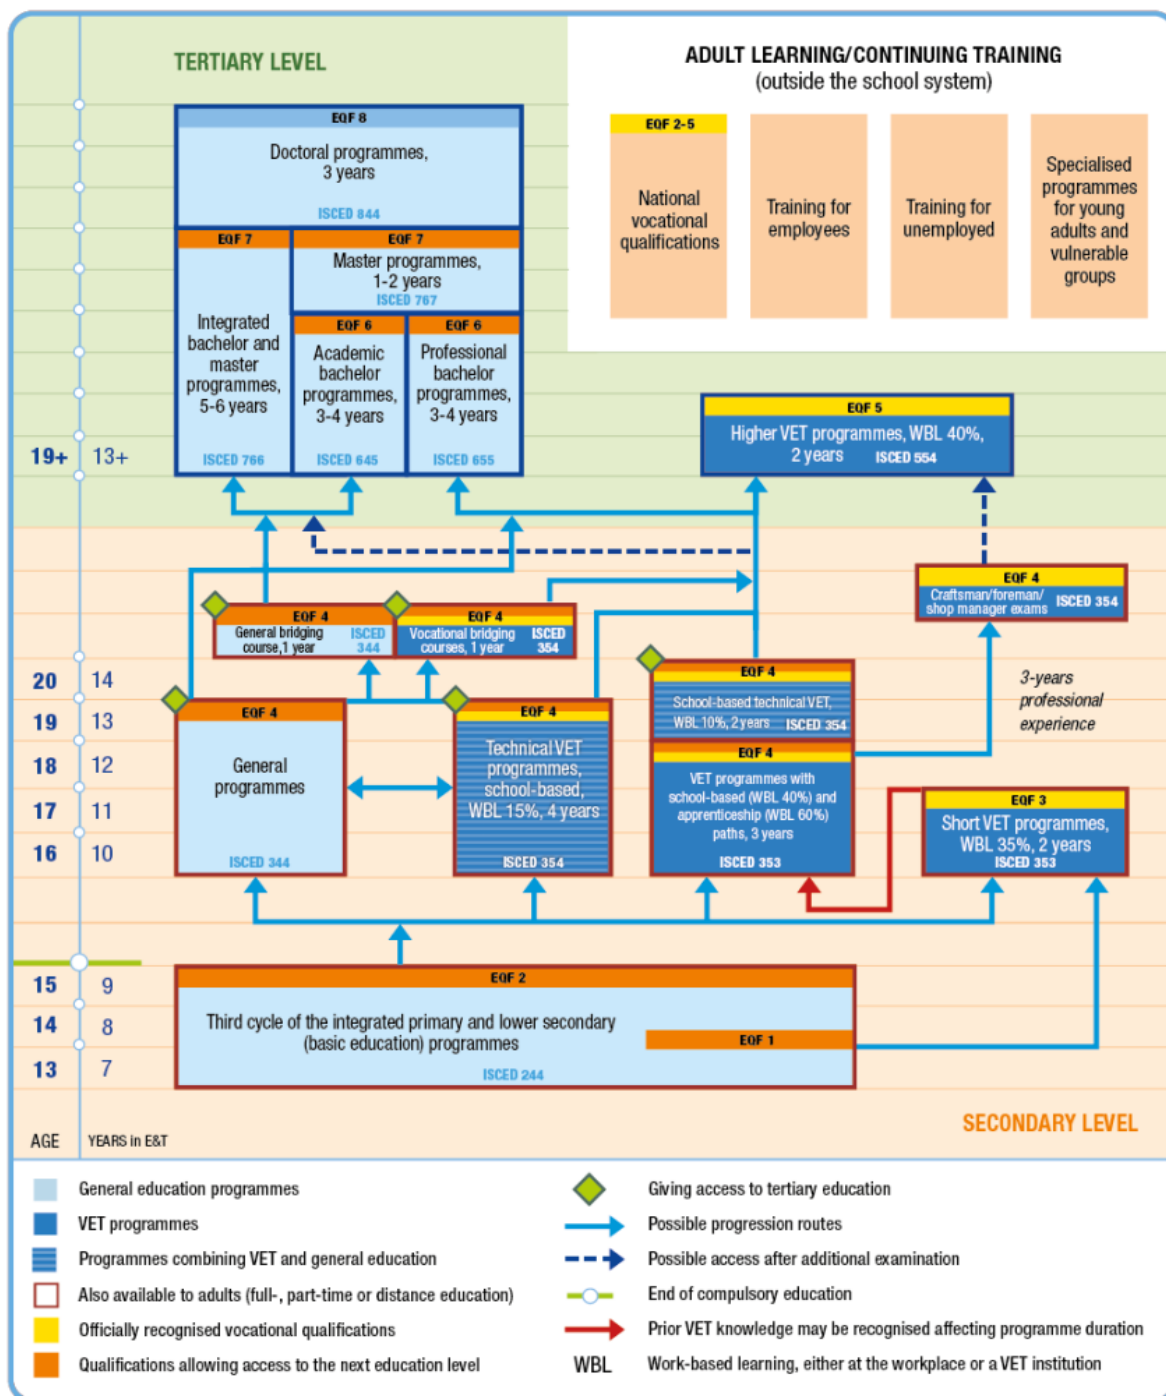 TERTIARY LEVEL
ADULT LEARNING/CONTINUING TRAINING
(outside the school system)
EQF 2-5
National
vocational
qualifications
Training for
employees
Training for
unemployed
Specialised
programmes
for young
adults and
vulnerable
groups
EQF 8
Doctoral programmes,
3 years
ISCED 844
EQF 7
Integrated
bachelor and
master
programmes,
5-6 years
ISCED 766
EQF 7
Master programmes,
1-2 years
ISCED 767
EQF 6
Academic
bachelor
programmes,
3-4 years
ISCED 645
EQF 6
Professional
bachelor
programmes,
3-4 years
ISCED 655
EQF 5
Higher VET programmes, WBL 40%,
2 years ISCED 554
19+ 13+
EQF 4
Craftsman/foreman/
shop manager exams
ISCED 354
EQF 4
General bridging
course,1 year
ISCED
344
EQF 4
Vocational bridging
courses, 1 year
ISCED
354
3-years
professional
experience
20 14
19 13
18 12
17 11
16 10
EQF 4
General
programmes
ISCED 344
EQF 4
Technical VET
programmes,
school-based,
WBL 15%, 4 years
ISCED 354
EQF 4
School-based technical VET,
WBL 10%, 2 years ISCED 354
EQF 4
VET programmes with
school-based (WBL 40%) and
apprenticeship (WBL 60%)
paths, 3 years
ISCED 353
EQF 3
Short VET programmes,
WBL 35%, 2 years
ISCED 353
15 9
14 8
13 7
EQF 2
Third cycle of the integrated primary and lower secondary
(basic education) programmes
EQF 1
ISCED 244
SECONDARY LEVEL
AGE YEARS in E&T
General education programmes
VET programmes
Programmes combining VET and general education
Also available to adults (full-, part-time or distance education)
Officially recognised vocational qualifications
Qualifications allowing access to the next education level
Giving access to tertiary education
Possible progression routes
Possible access after additional examination
End of compulsory education
Prior VET knowledge may be recognised affecting programme duration
WBL Work-based learning, either at the workplace or a VET institution